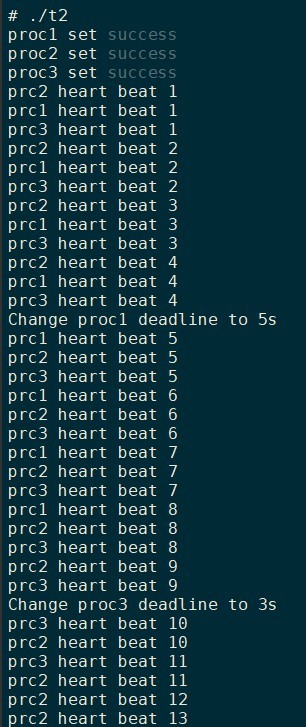 # ./t2
proc1 set success
proc2 set success
proc3 set success
prc2 heart beat 1
prc1 heart beat 1
prc3 heart beat 1
prc2 heart beat 2
prc1 heart beat 2
prc3 heart beat 2
prc2 heart beat 3
prc1 heart beat 3
prc3 heart beat 3
prc2 heart beat 4
prc1 heart beat 4
prc3 heart beat 4
Change proc1 deadline to 5s
prc1 heart beat 5
prc2 heart beat 5
prc3 heart beat 5
prc1 heart beat 6
prc2 heart beat 6
prc3 heart beat 6
prc1 heart beat 7
prc2 heart beat 7
prc3 heart beat 7
prc1 heart beat 8
prc2 heart beat 8
prc3 heart beat 8
prc2 heart beat 9
prc3 heart beat 9
Change proc3 deadline to 3s
prc3 heart beat 10
prc2 heart beat 10
prc3 heart beat 11
prc2 heart beat 11
prc2 heart beat 12
prc2 heart beat 13